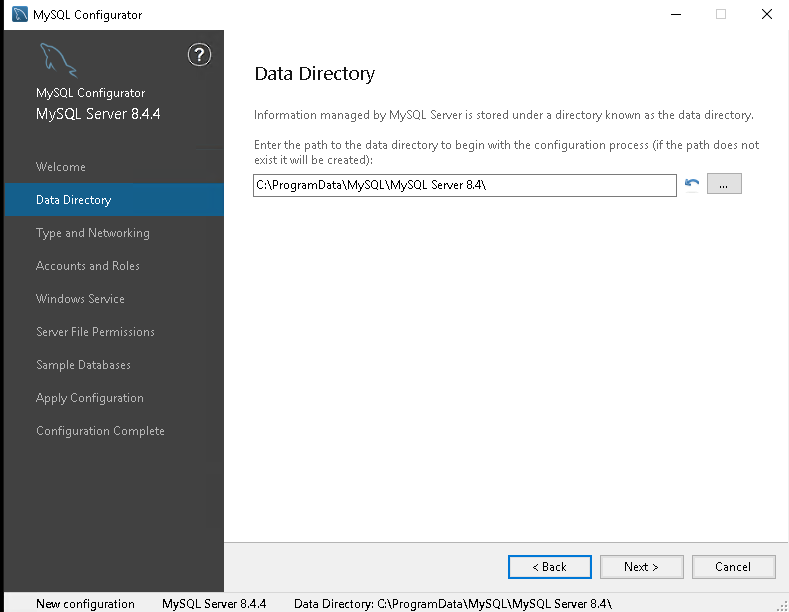 MySQL Configurator
?
MySQL Configurator
MySQL Server 8.4.4
Welcome
Data Directory
Type and Networking
Accounts and Roles
Windows Service
Server File Permissions
Sample Databases
Apply Configuration
Configuration Complete
Data Directory
Information managed by MySQL Server is stored under a directory known as the data directory.
Enter the path to the data directory to begin with the configuration process (if the path does not
exist it will be created):
C:\ProgramData\MySQL\MySQL Server 8.4\
...
< Back
Next >
Cancel
New configuration
MySQL Server 8.4.4
Data Directory: C:\ProgramData\MySQL\MySQL Server 8.4\